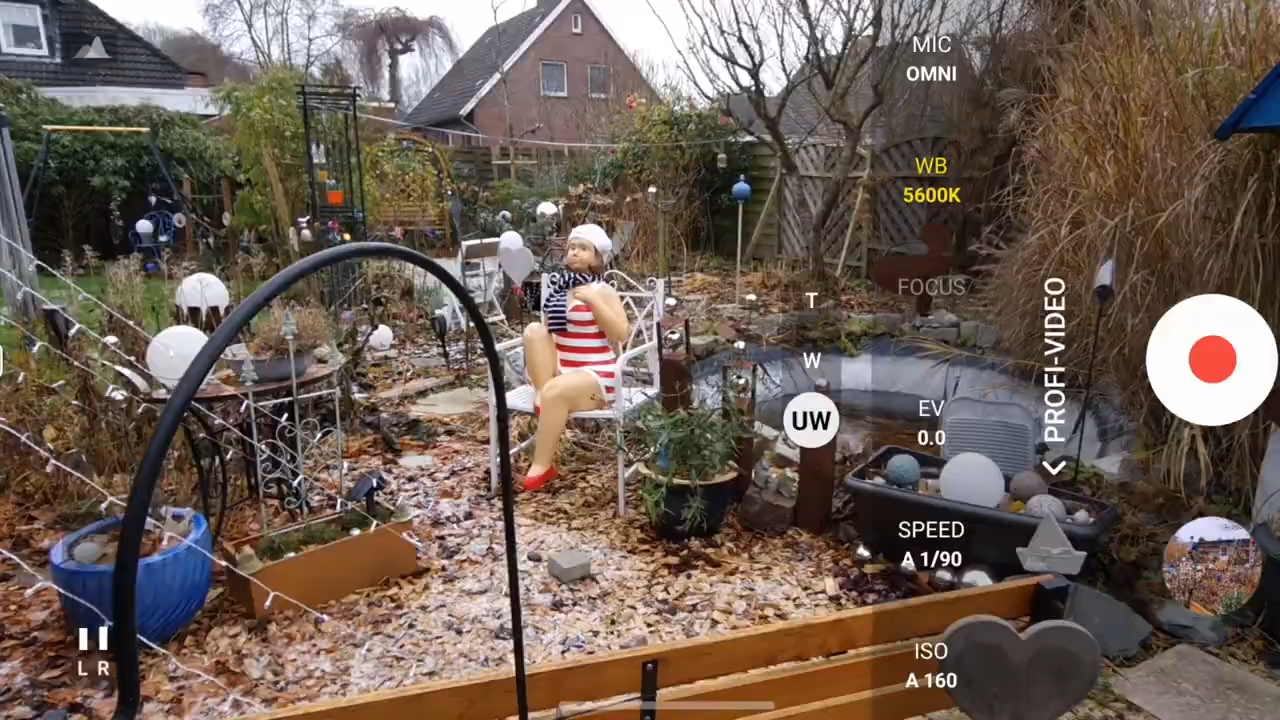 MIC
OMNI
WB
5600K
FOCUS
T
W
UW
EV
0.0
PROFI-VIDEO
SPEED
A 1/90
ISO
A 160
L R